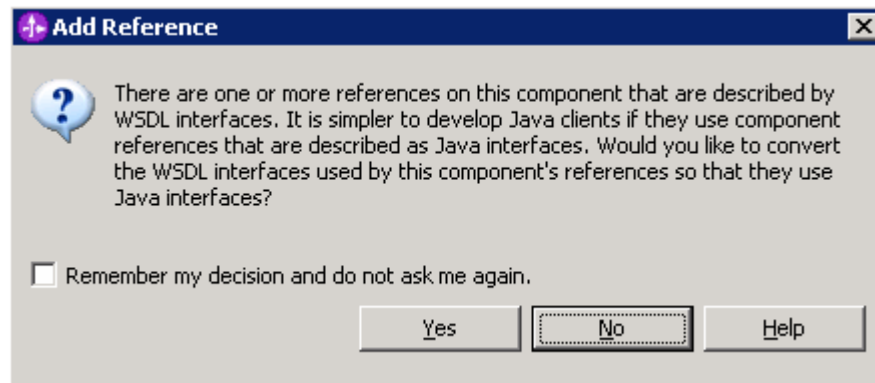 Add Reference
There are one or more references on this component that are described by
WSDL interfaces. It is simpler to develop Java clients if they use component
references that are described as Java interfaces. Would you like to convert
the WSDL interfaces used by this component's references so that they use
Java interfaces?
Remember my decision and do not ask me again.
Yes No Help